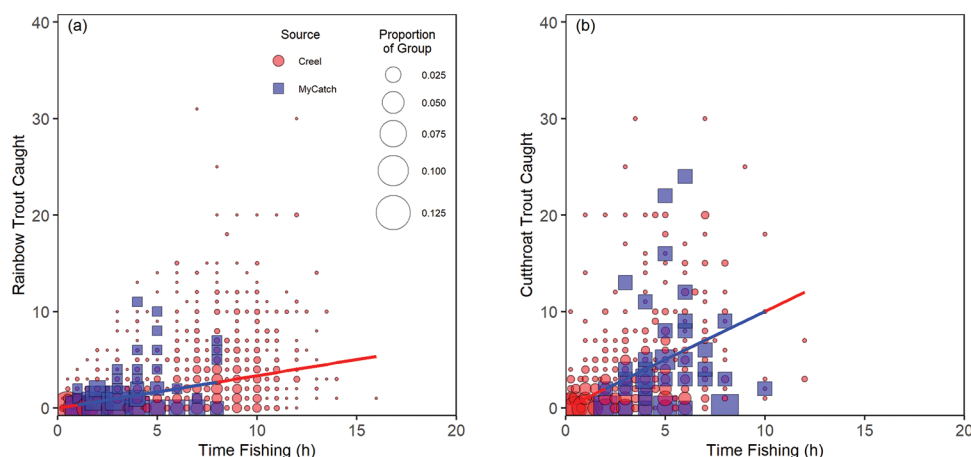 (a)
Source
Creel
MyCatch
Proportion
of Group
0.025
0.050
0.075
0.100
0.125
40
30
20
10
0
Rainbow Trout Caught
0
5
10
15
20
Time Fishing (h)
(b)
40
30
20
10
0
Cutthroat Trout Caught
0
5
10
15
20
Time Fishing (h)